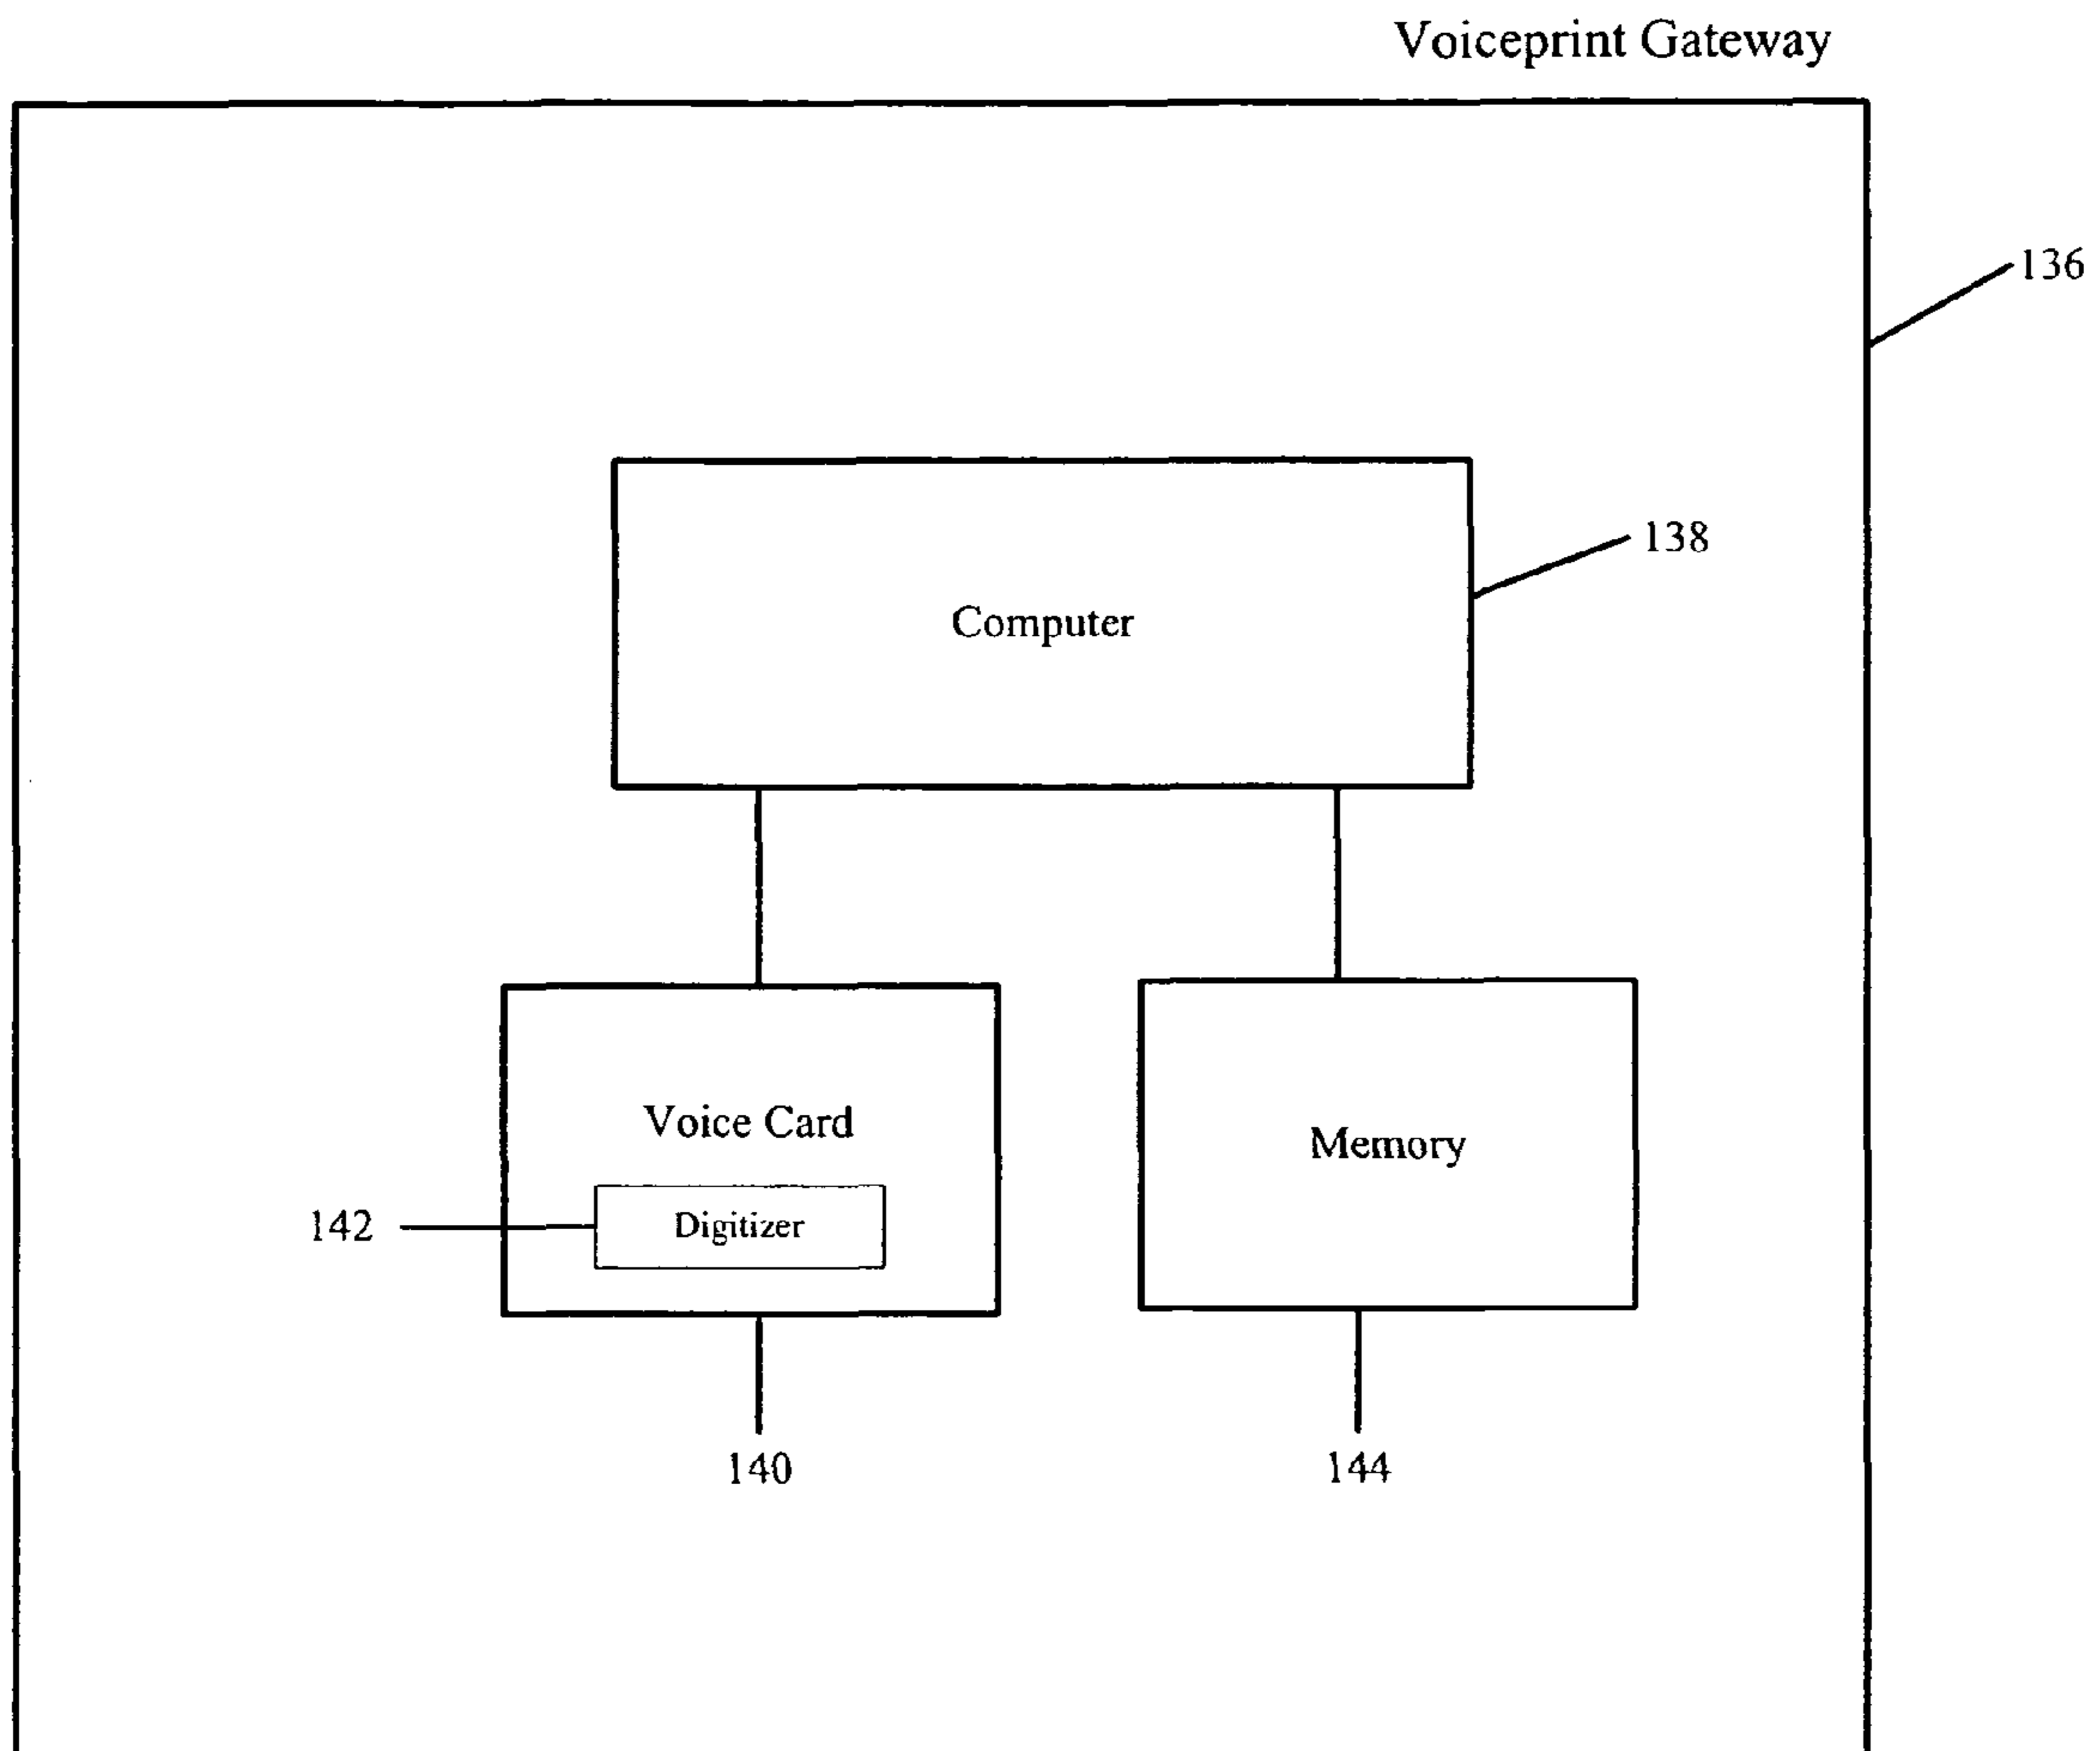 Voiceprint Gateway
136
138
Computer
Voice Card
Memory
142
Digitizer
140
144